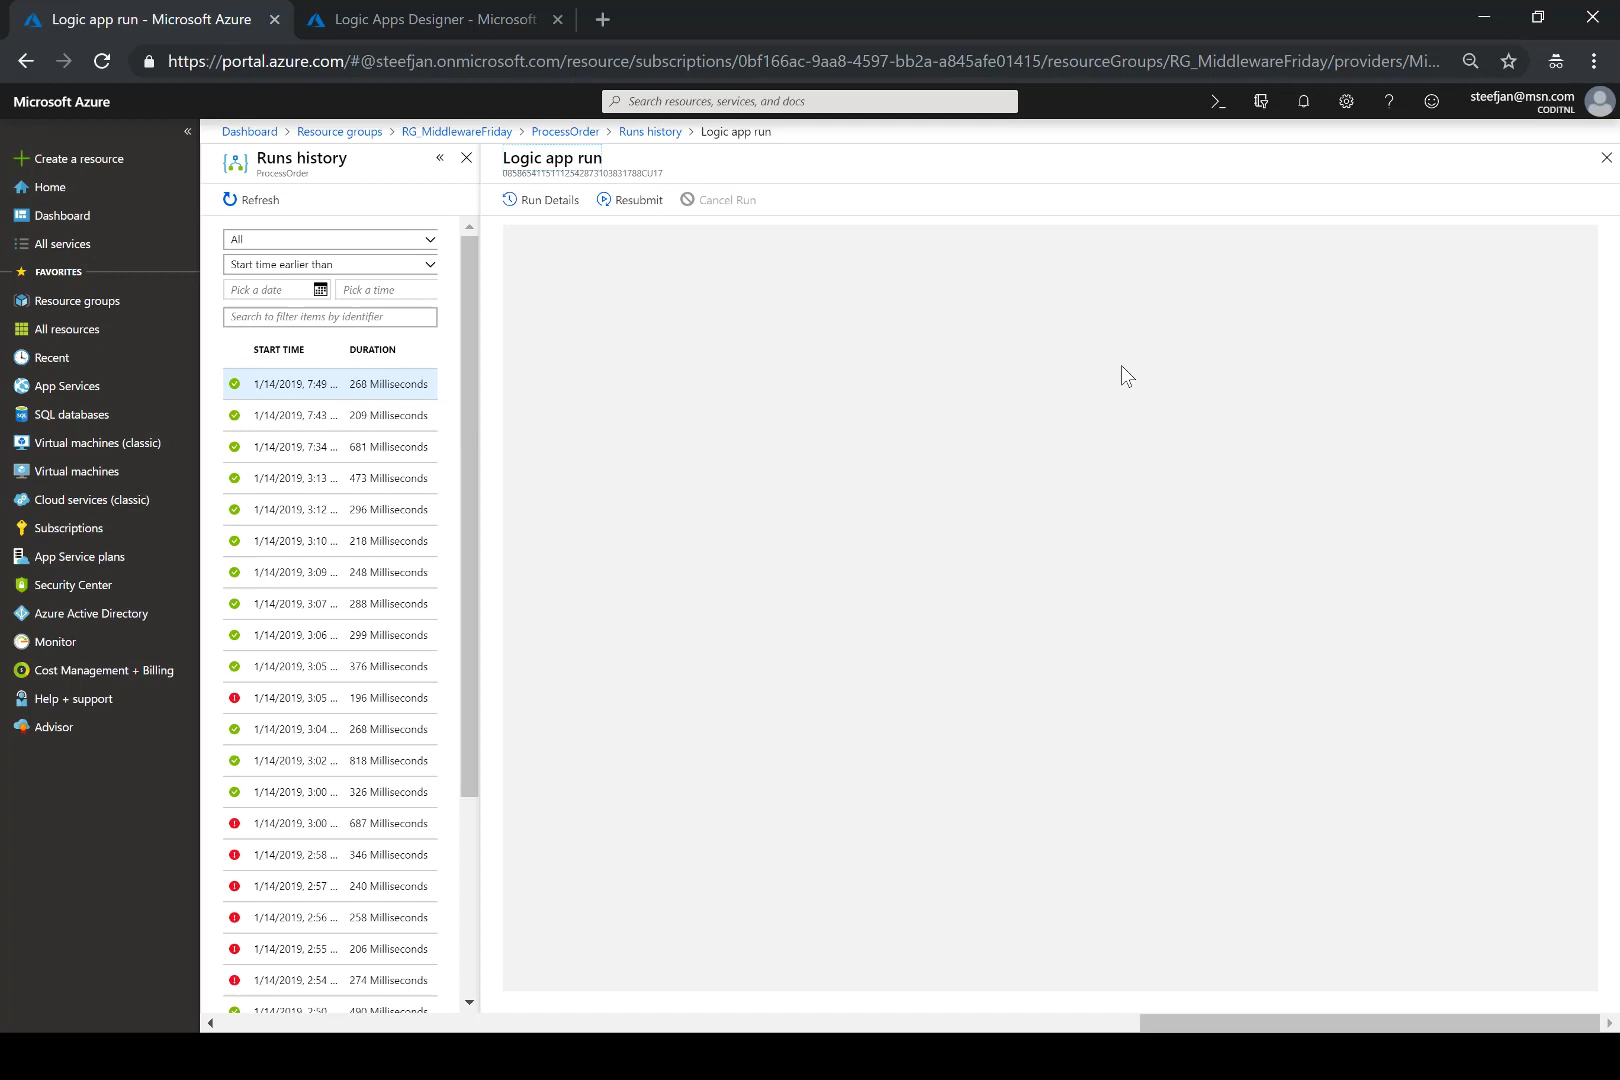 Logic app run - Microsoft Azure
Logic Apps Designer - Microsoft
https://portal.azure.com/#@steefjan.onmicrosoft.com/resource/subscriptions/0bf166ac-9aa8-4597-bb2a-a845afe01415/resourceGroups/RG_MiddlewareFriday/providers/Mi...
Microsoft Azure
Search resources, services, and docs
steefjan@msn.com
CODITNL
Create a resource
Home
Dashboard
All services
FAVORITES
Resource groups
All resources
Recent
App Services
SQL databases
Virtual machines (classic)
Virtual machines
Cloud services (classic)
Subscriptions
App Service plans
Security Center
Azure Active Directory
Monitor
Cost Management + Billing
Help + support
Advisor
Dashboard > Resource groups > RG_MiddlewareFriday > ProcessOrder > Runs history > Logic app run
Runs history
ProcessOrder
Refresh
All
Start time earlier than
Pick a date
Pick a time
Search to filter items by identifier
START TIME DURATION
1/14/2019, 7:49 ... 268 Milliseconds
1/14/2019, 7:43 ... 209 Milliseconds
1/14/2019, 7:34 ... 681 Milliseconds
1/14/2019, 3:13 ... 473 Milliseconds
1/14/2019, 3:12 ... 296 Milliseconds
1/14/2019, 3:10 ... 218 Milliseconds
1/14/2019, 3:09 ... 248 Milliseconds
1/14/2019, 3:07 ... 288 Milliseconds
1/14/2019, 3:06 ... 299 Milliseconds
1/14/2019, 3:05 ... 376 Milliseconds
1/14/2019, 3:05 ... 196 Milliseconds
1/14/2019, 3:04 ... 268 Milliseconds
1/14/2019, 3:02 ... 818 Milliseconds
1/14/2019, 3:00 ... 326 Milliseconds
1/14/2019, 3:00 ... 687 Milliseconds
1/14/2019, 2:58 ... 346 Milliseconds
1/14/2019, 2:57 ... 240 Milliseconds
1/14/2019, 2:56 ... 258 Milliseconds
1/14/2019, 2:55 ... 206 Milliseconds
1/14/2019, 2:54 ... 274 Milliseconds
1/14/2019, 2:50 ... 490 Milliseconds
Logic app run
Run Details
Resubmit
Cancel Run